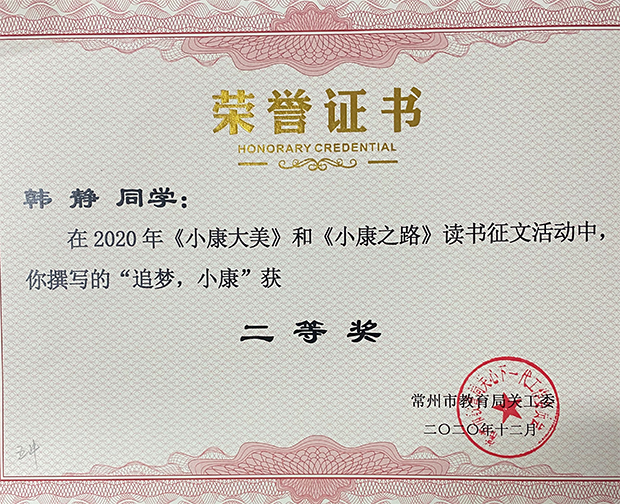 荣誉证书
HONORARY CREDENTIAL
韩 静 同学：
在 2020 年《小康大美》和《小康之路》读书征文活动中，
你撰写的“追梦，小康”获
二 等 奖
常州市教育局关工委
二〇二〇年十二月